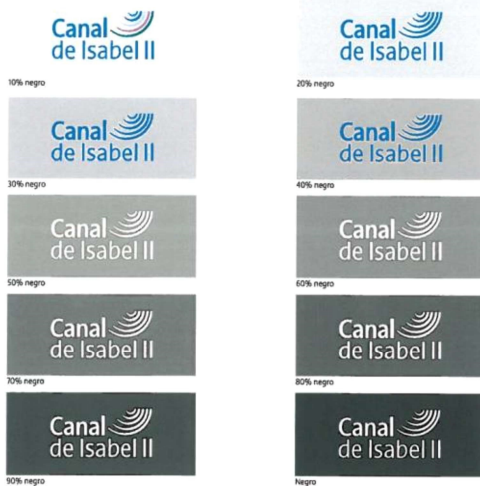 Canal
de Isabel II
10% negro
Canal
de Isabel II
20% negro
Canal
de Isabel II
30% negro
Canal
de Isabel II
40% negro
Canal
de Isabel II
50% negro
Canal
de Isabel II
60% negro
Canal
de Isabel II
70% negro
Canal
de Isabel II
80% negro
Canal
de Isabel II
90% negro
Canal
de Isabel II
Negro